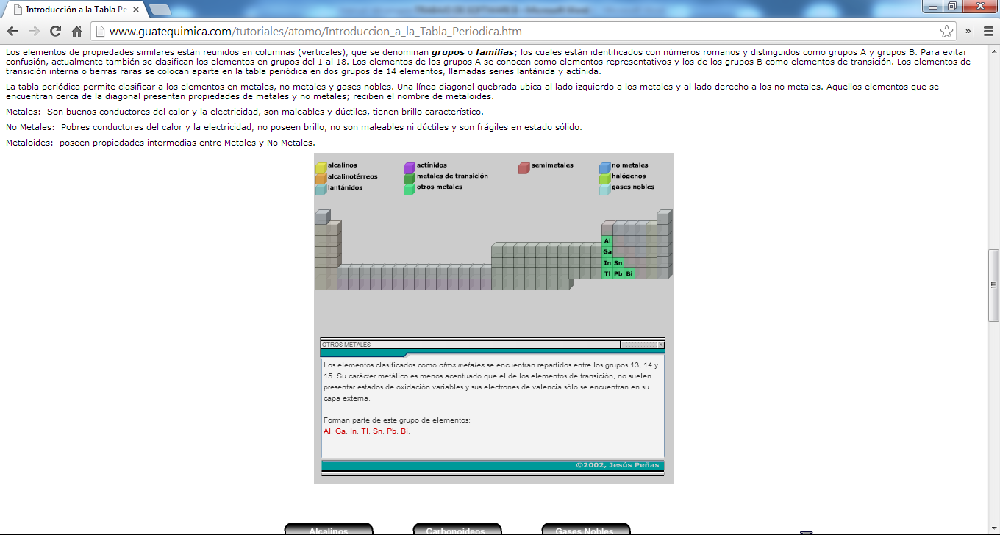 Introducción a la Tabla Pe
www.guatequimica.com/tutoriales/atomo/Introduccion_a_la_Tabla_Periodica.htm
Los elementos de propiedades similares están reunidos en columnas (verticales), que se denominan grupos o familias; los cuales están identificados con números romanos y distinguidos como grupos A y grupos B. Para evitar
confusión, actualmente también se clasifican los elementos en grupos del 1 al 18. Los elementos de los grupos A se conocen como elementos representativos y los de los grupos B como elementos de transición. Los elementos de
transición interna o tierras raras se colocan aparte en la tabla periódica en dos grupos de 14 elementos, llamadas series lantánida y actínida.
La tabla periódica permite clasificar a los elementos en metales, no metales y gases nobles. Una línea diagonal quebrada ubica al lado izquierdo a los metales y al lado derecho a los no metales. Aquellos elementos que se
encuentran cerca de la diagonal presentan propiedades de metales y no metales; reciben el nombre de metaloides.
Metales: Son buenos conductores del calor y la electricidad, son maleables y dúctiles, tienen brillo característico.
No Metales: Pobres conductores del calor y la electricidad, no poseen brillo, no son maleables ni dúctiles y son frágiles en estado sólido.
Metaloides: poseen propiedades intermedias entre Metales y No Metales.
alcalinos actínidos semimetales no metales
alcalinotérreos metales de transición halógenos
lantánidos otros metales gases nobles
Al
Ga
In Sn
Tl Pb Bi
OTROS METALES X
Los elementos clasificados como otros metales se encuentran repartidos entre los grupos 13, 14 y
15. Su carácter metálico es menos acentuado que el de los elementos de transición, no suelen
presentar estados de oxidación variables y sus electrones de valencia sólo se encuentran en su
capa externa.
Forman parte de este grupo de elementos:
Al, Ga, In, Tl, Sn, Pb, Bi.
©2002, Jesús Peñas
Alcalinos Carbonoideos Gases Nobles